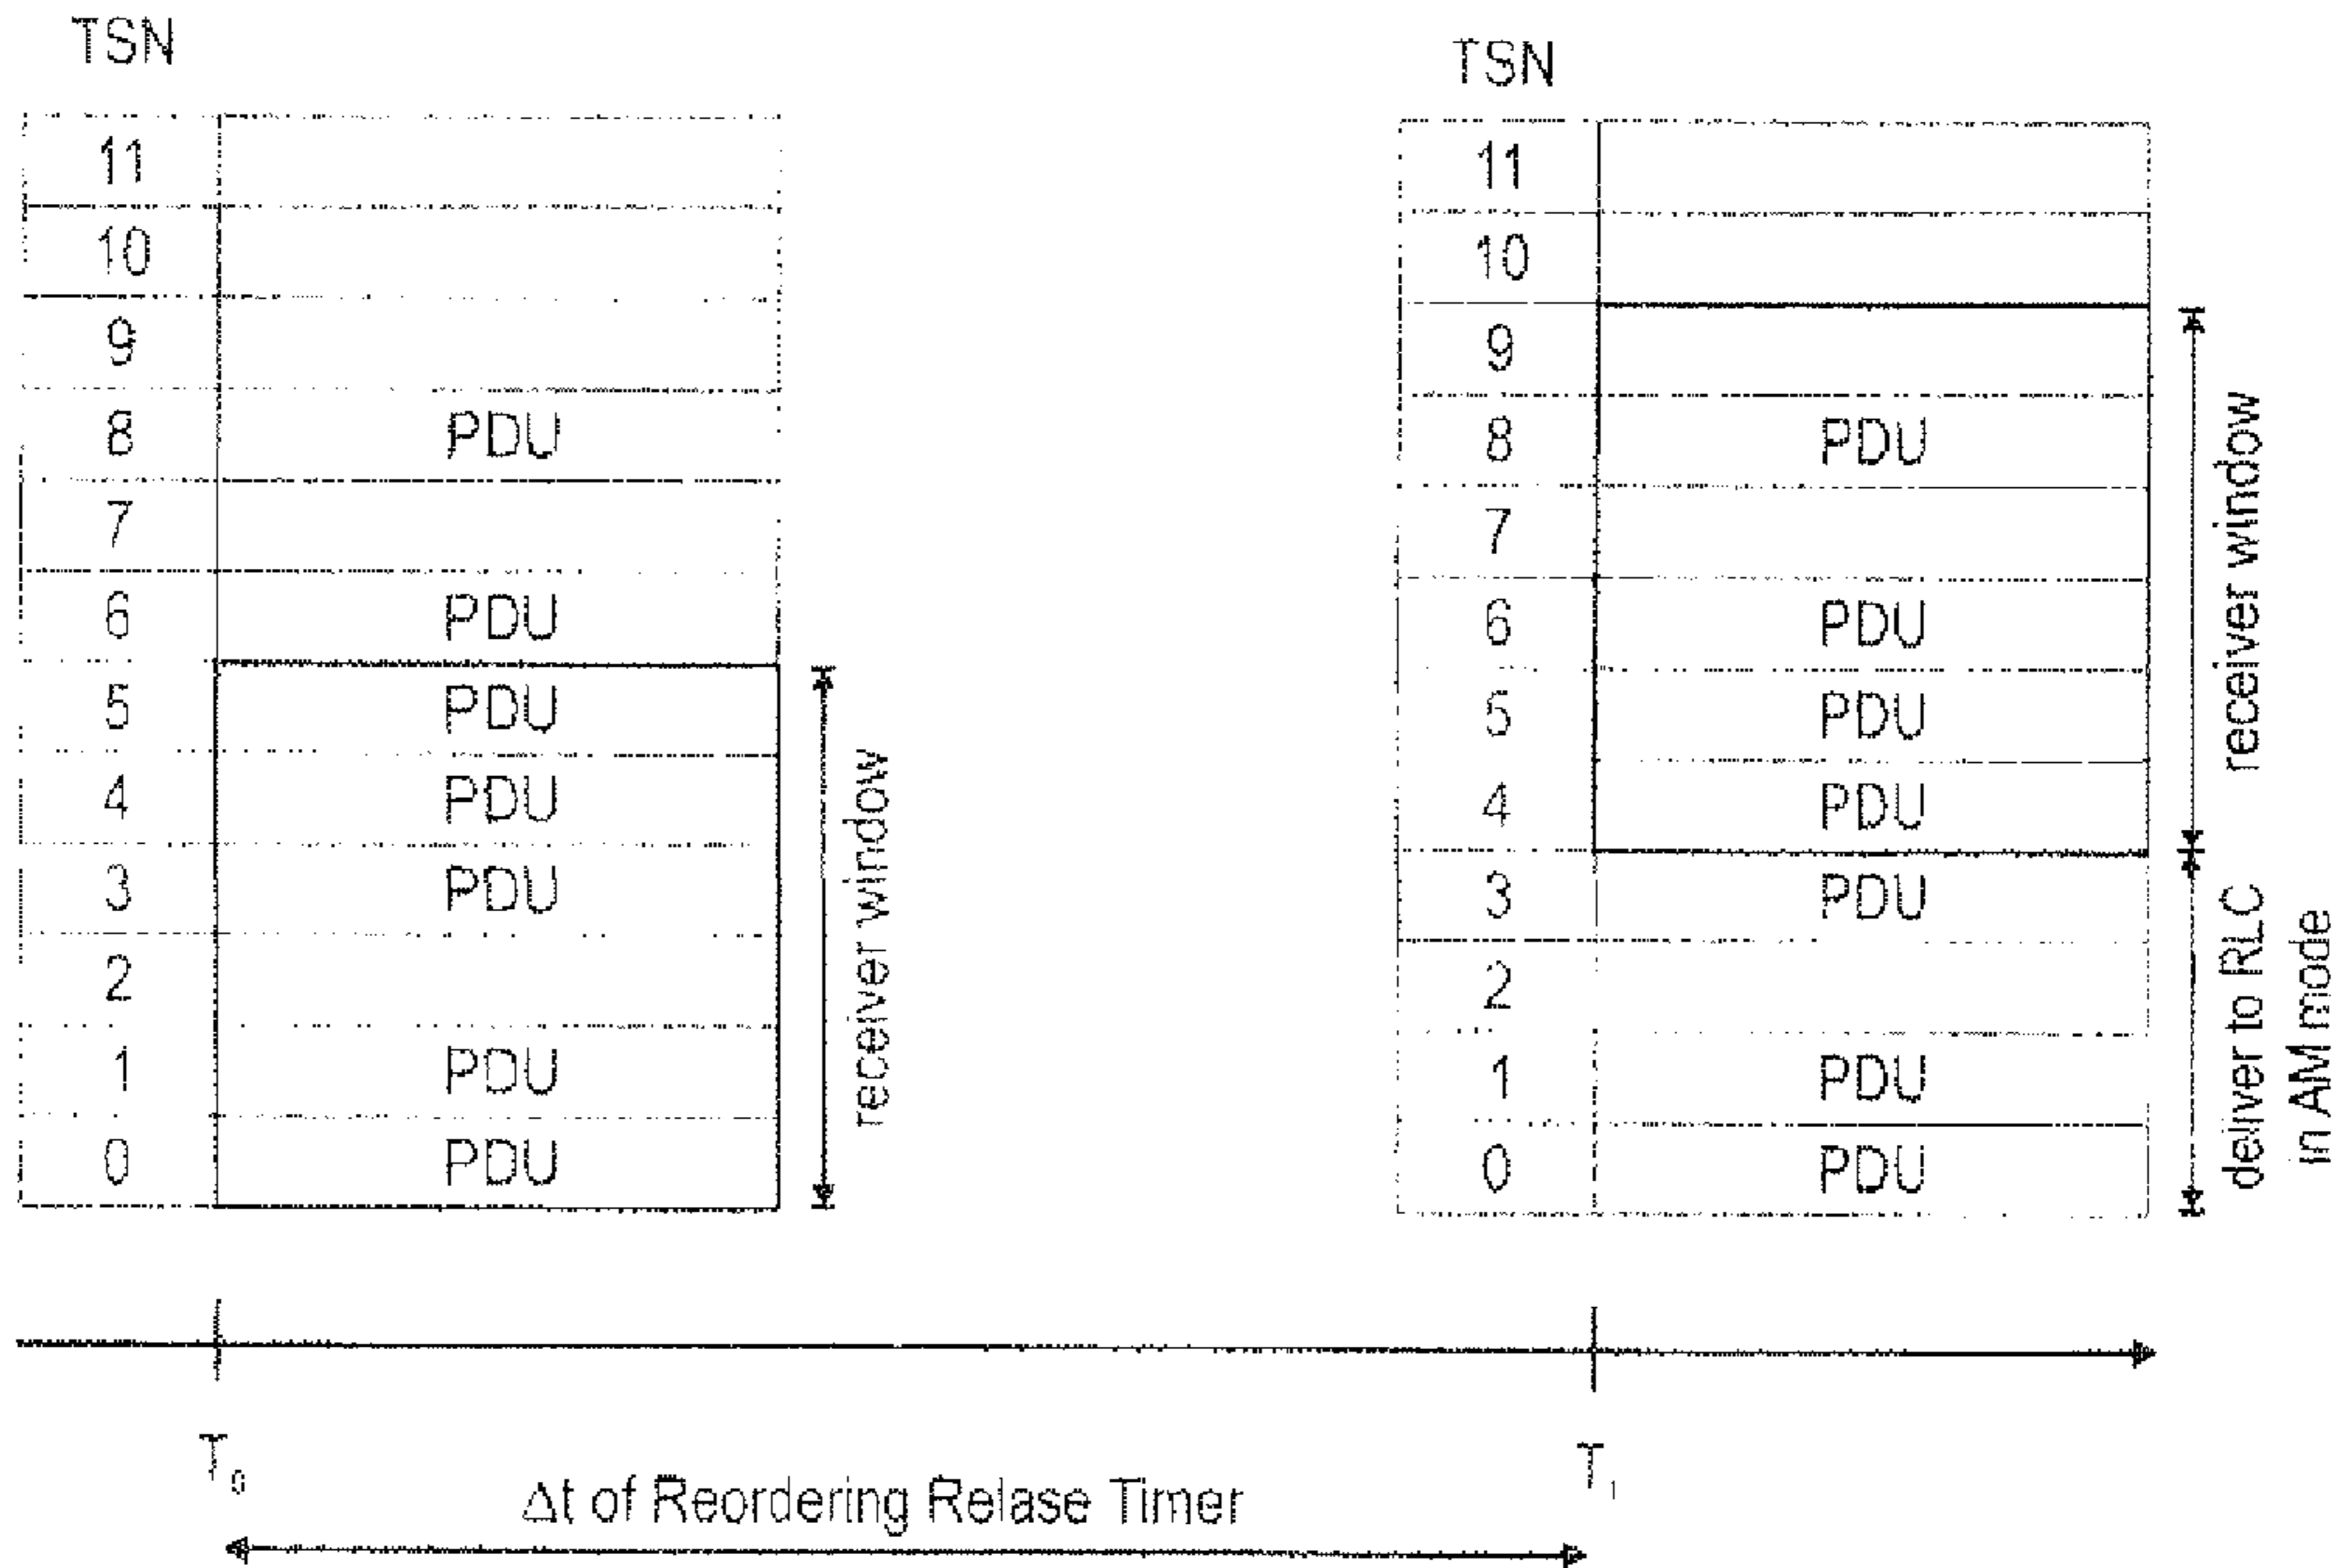 TSN
11
10
9
8 PDU
7
6 PDU
5 PDU
4 PDU
3 PDU
2
1 PDU
0 PDU
receiver window
TSN
11
10
9
8 PDU
7
6 PDU
5 PDU
4 PDU
3 PDU
2
1 PDU
0 PDU
receiver window
deliver to RLC
in AM mode
T0
T1
Δt of Reordering Relase Timer